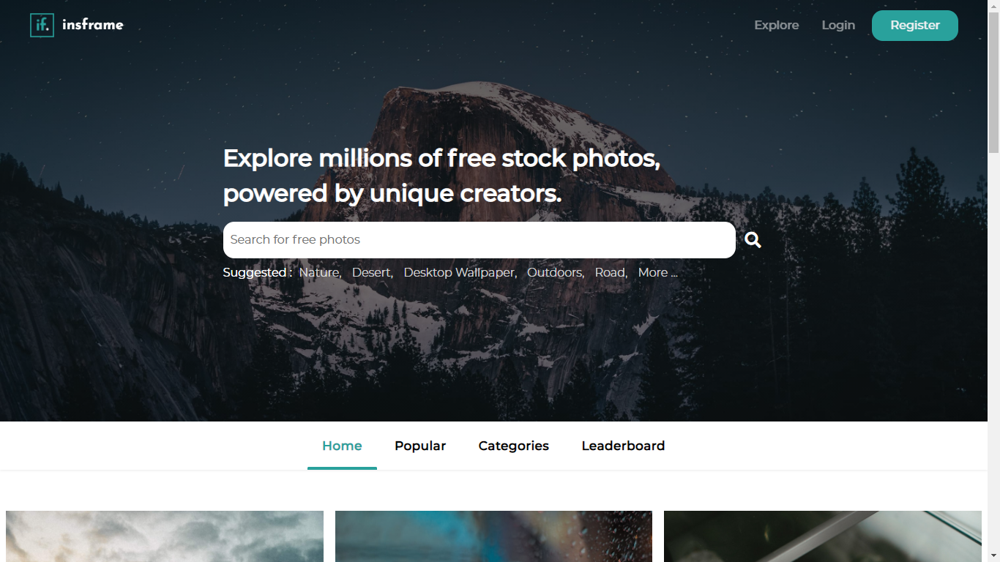 if. insframe
Explore Login Register
Explore millions of free stock photos,
powered by unique creators.
Search for free photos
Suggested : Nature, Desert, Desktop Wallpaper, Outdoors, Road, More ...
Home Popular Categories Leaderboard